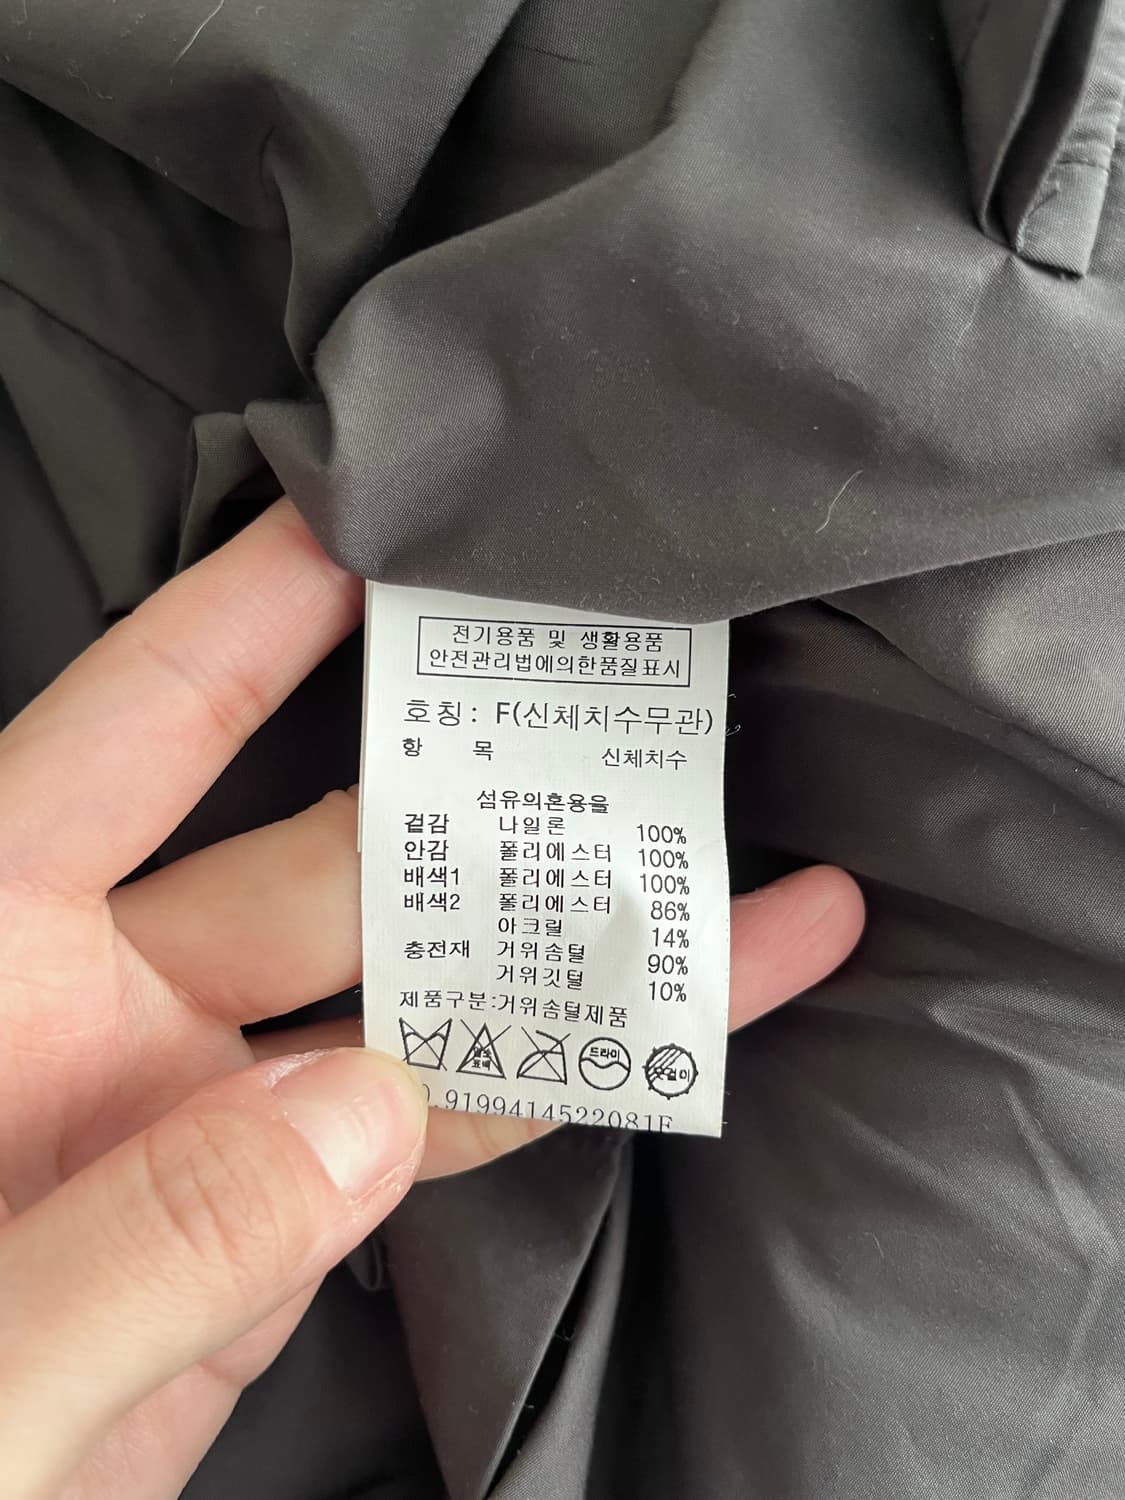 전기용품 및 생활용품
안전관리법에의한품질표시
호칭: F(신체치수무관)
항 목 신체치수
섬유의혼용율
겉감 나일론 100%
안감 폴리에스터 100%
배색1 폴리에스터 100%
배색2 폴리에스터 86%
아크릴 14%
충전재 거위솜털 90%
거위깃털 10%
제품구분:거위솜털제품
드라이
옷걸이
.9199414522081F